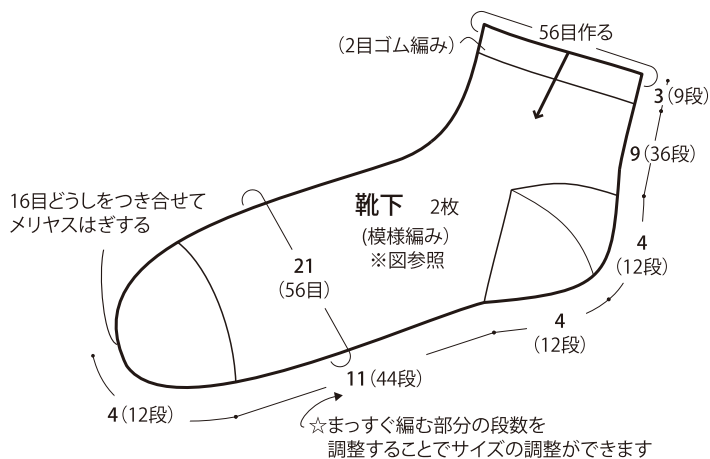 56目作る
(2目ゴム編み)
3(9段)
9(36段)
16目どうしをつき合せて
メリヤスはぎする
靴下 2枚
(模様編み)
※図参照
21
(56目)
4
(12段)
4
(12段)
11(44段)
4(12段)
☆まっすぐ編む部分の段数を
調整することでサイズの調整ができます